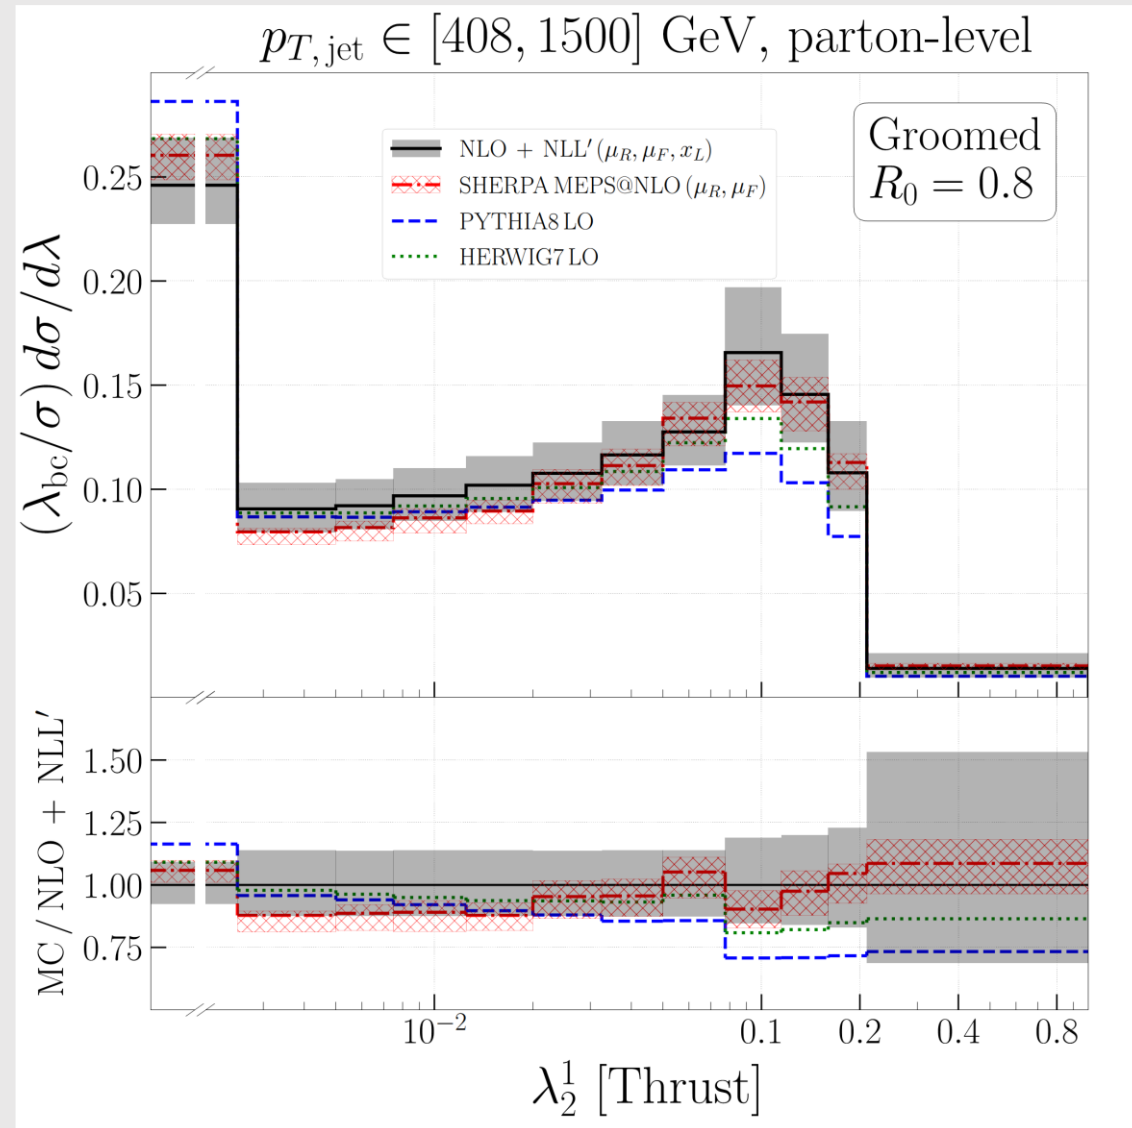 p_{T, jet} ∈ [408, 1500] GeV, parton-level
Groomed
R_0 = 0.8
NLO + NLL′ (μ_R, μ_F, x_L)
SHERPA MEPS@NLO (μ_R, μ_F)
PYTHIA8 LO
HERWIG7 LO
(λ_bc/σ) dσ/dλ
0.25
0.20
0.15
0.10
0.05
MC / NLO + NLL′
1.50
1.25
1.00
0.75
10^{-2} 0.1 0.2 0.4 0.8
λ^1_2 [Thrust]